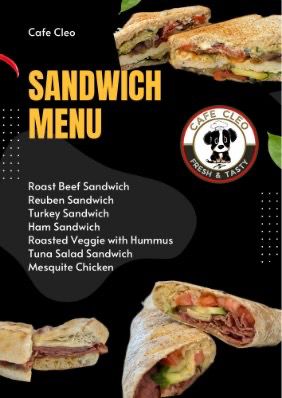 Cafe Cleo
SANDWICH
MENU
CAFE CLEO
FRESH & TASTY
Roast Beef Sandwich
Reuben Sandwich
Turkey Sandwich
Ham Sandwich
Roasted Veggie with Hummus
Tuna Salad Sandwich
Mesquite Chicken